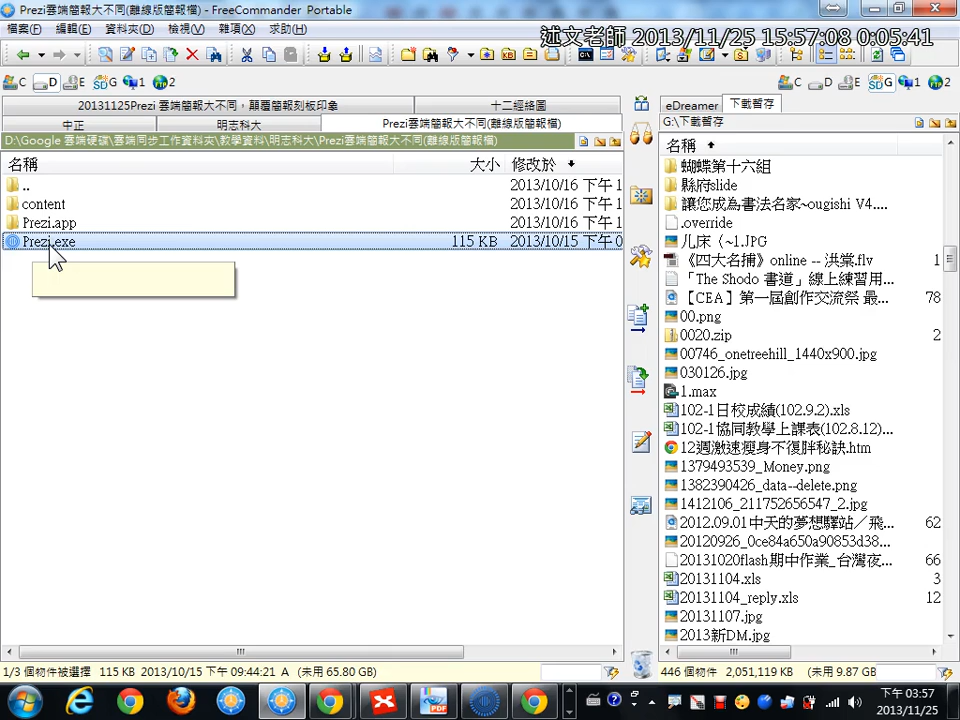 Prezi雲端簡報大不同(離線版簡報檔) - FreeCommander Portable
檔案(F) 編輯(E) 資料夾(D) 檢視(V) 雜項(X) 求助(H)
述文老師 2013/11/25 15:57:08 0:05:41
C D E G 1 2
C D E G 1 2
20131125Prezi 雲端簡報大不同，顛覆簡報刻板印象 十二經絡圖
中正 明志科大 Prezi雲端簡報大不同(離線版簡報檔)
D:\Google 雲端硬碟\雲端同步工作資料夾\教學資料\明志科大\Prezi雲端簡報大不同(離線版簡報檔)
名稱 大小 修改於
.. 2013/10/16 下午 1
content 2013/10/16 下午 1
Prezi.app 2013/10/16 下午 1
Prezi.exe 115 KB 2013/10/15 下午 0
eDreamer 下載暫存
G:\下載暫存
名稱
蝴蝶第十六組
縣府slide
讓您成為書法名家~ougishi V4....
.override
儿床〈~1.JPG
《四大名捕》online -- 洪棠.flv 1
「The Shodo 書道」線上練習用...
【CEA】第一屆創作交流祭 最... 78
00.png
0020.zip 2
00746_onetreehill_1440x900.jpg
030126.jpg
1.max
102-1日校成績(102.9.2).xls
102-1協同教學上課表(102.8.12)...
12週激速瘦身不復胖秘訣.htm
1379493539_Money.png
1382390426_data--delete.png
1412106_211752656547_2.jpg
2012.09.01中天的夢想驛站／飛... 62
20120926_0ce84a650a90853d38...
20131020flash期中作業_台灣夜... 66
20131104.xls 3
20131104_reply.xls 12
20131107.jpg
2013新DM.jpg
1/3 個物件被選擇 115 KB 2013/10/15 下午 09:44:21 A (未用 65.80 GB)
446 個物件 2,051,119 KB (未用 9.87 GB
下午 03:57
2013/11/25